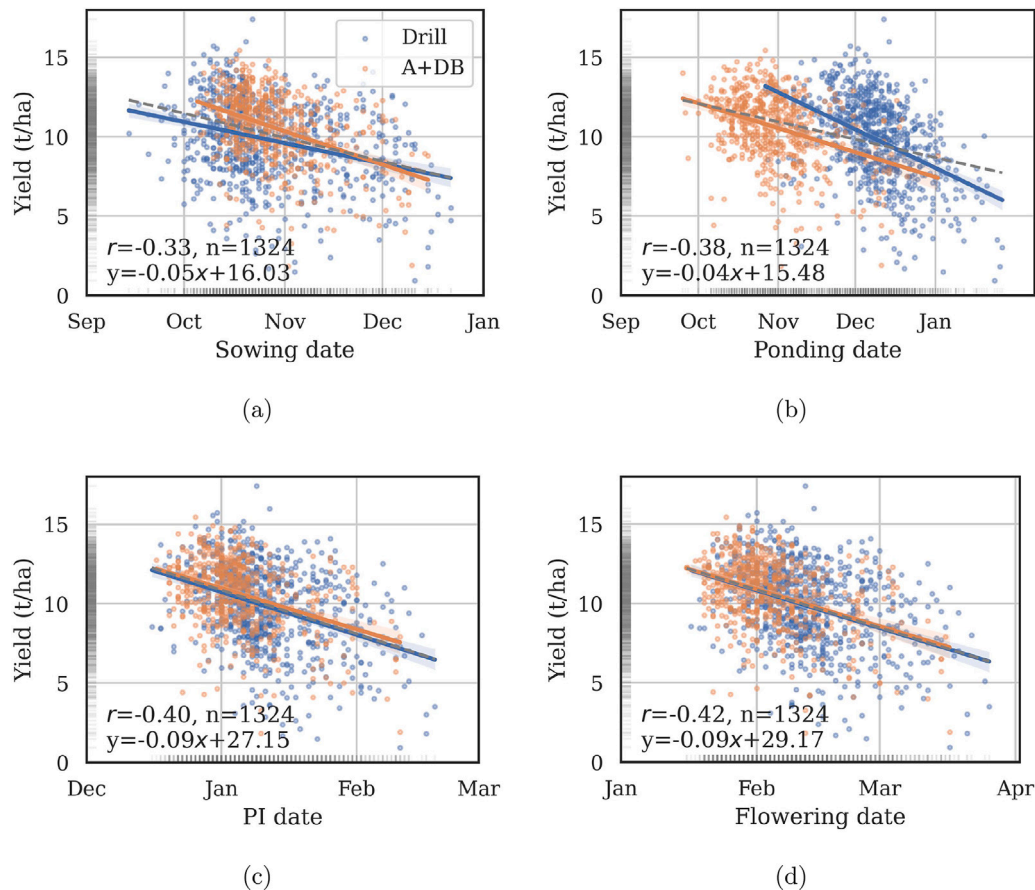 Drill
A+DB
15
10
5
0
Yield (t/ha)
r=-0.33, n=1324
y=-0.05x+16.03
Sep Oct Nov Dec Jan
Sowing date
(a)
15
10
5
0
Yield (t/ha)
r=-0.38, n=1324
y=-0.04x+15.48
Sep Oct Nov Dec Jan
Ponding date
(b)
15
10
5
0
Yield (t/ha)
r=-0.40, n=1324
y=-0.09x+27.15
Dec Jan Feb Mar
PI date
(c)
15
10
5
0
Yield (t/ha)
r=-0.42, n=1324
y=-0.09x+29.17
Jan Feb Mar Apr
Flowering date
(d)